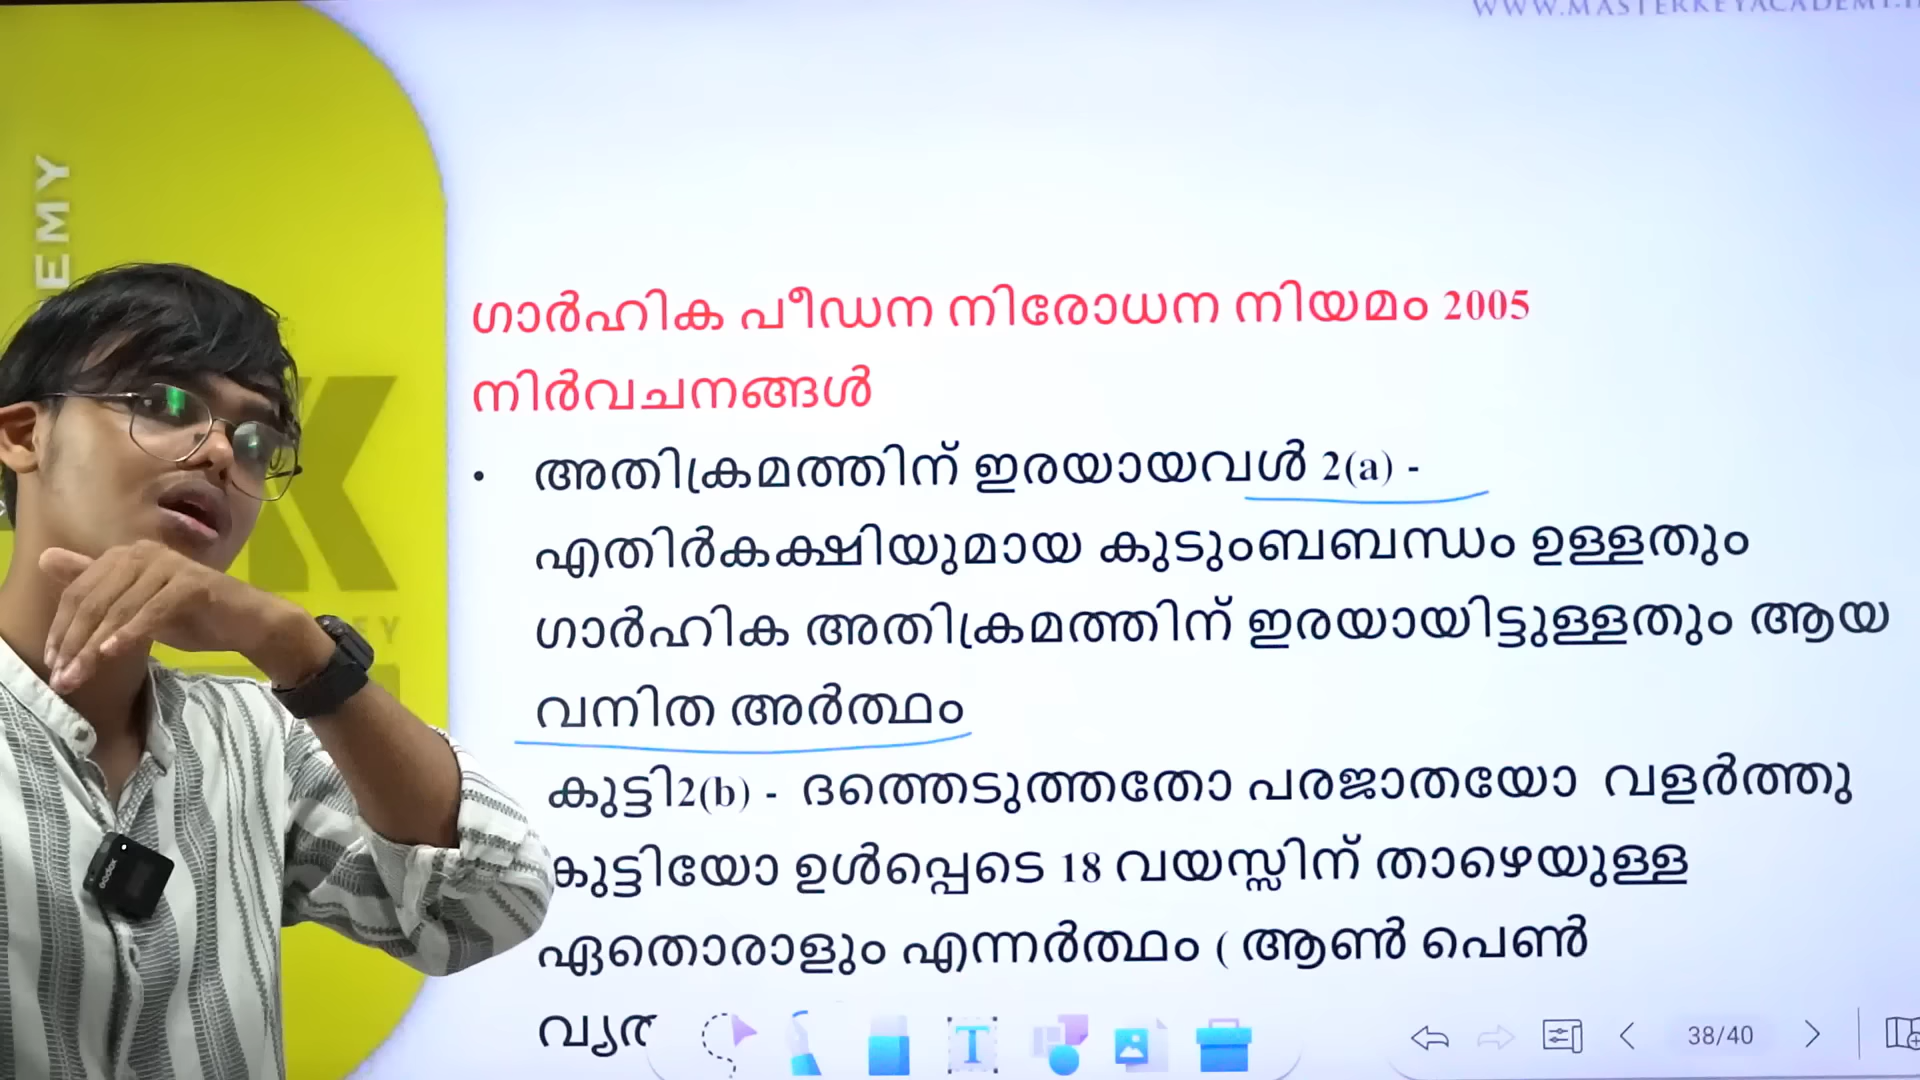 WWW.MASTERKEYACADEMY.I
EMY
ഗാർഹിക പീഡന നിരോധന നിയമം 2005
നിർവചനങ്ങൾ
• അതിക്രമത്തിന് ഇരയായവൾ 2(a) -
എതിർകക്ഷിയുമായ കുടുംബബന്ധം ഉള്ളതും
ഗാർഹിക അതിക്രമത്തിന് ഇരയായിട്ടുള്ളതും ആയ
വനിത അർത്ഥം
കുട്ടി2(b) - ദത്തെടുത്തതോ പരജാതയോ വളർത്തു
കുട്ടിയോ ഉൾപ്പെടെ 18 വയസ്സിന് താഴെയുള്ള
ഏതൊരാളും എന്നർത്ഥം ( ആൺ പെൺ
T
38/40
K
EY
Godox